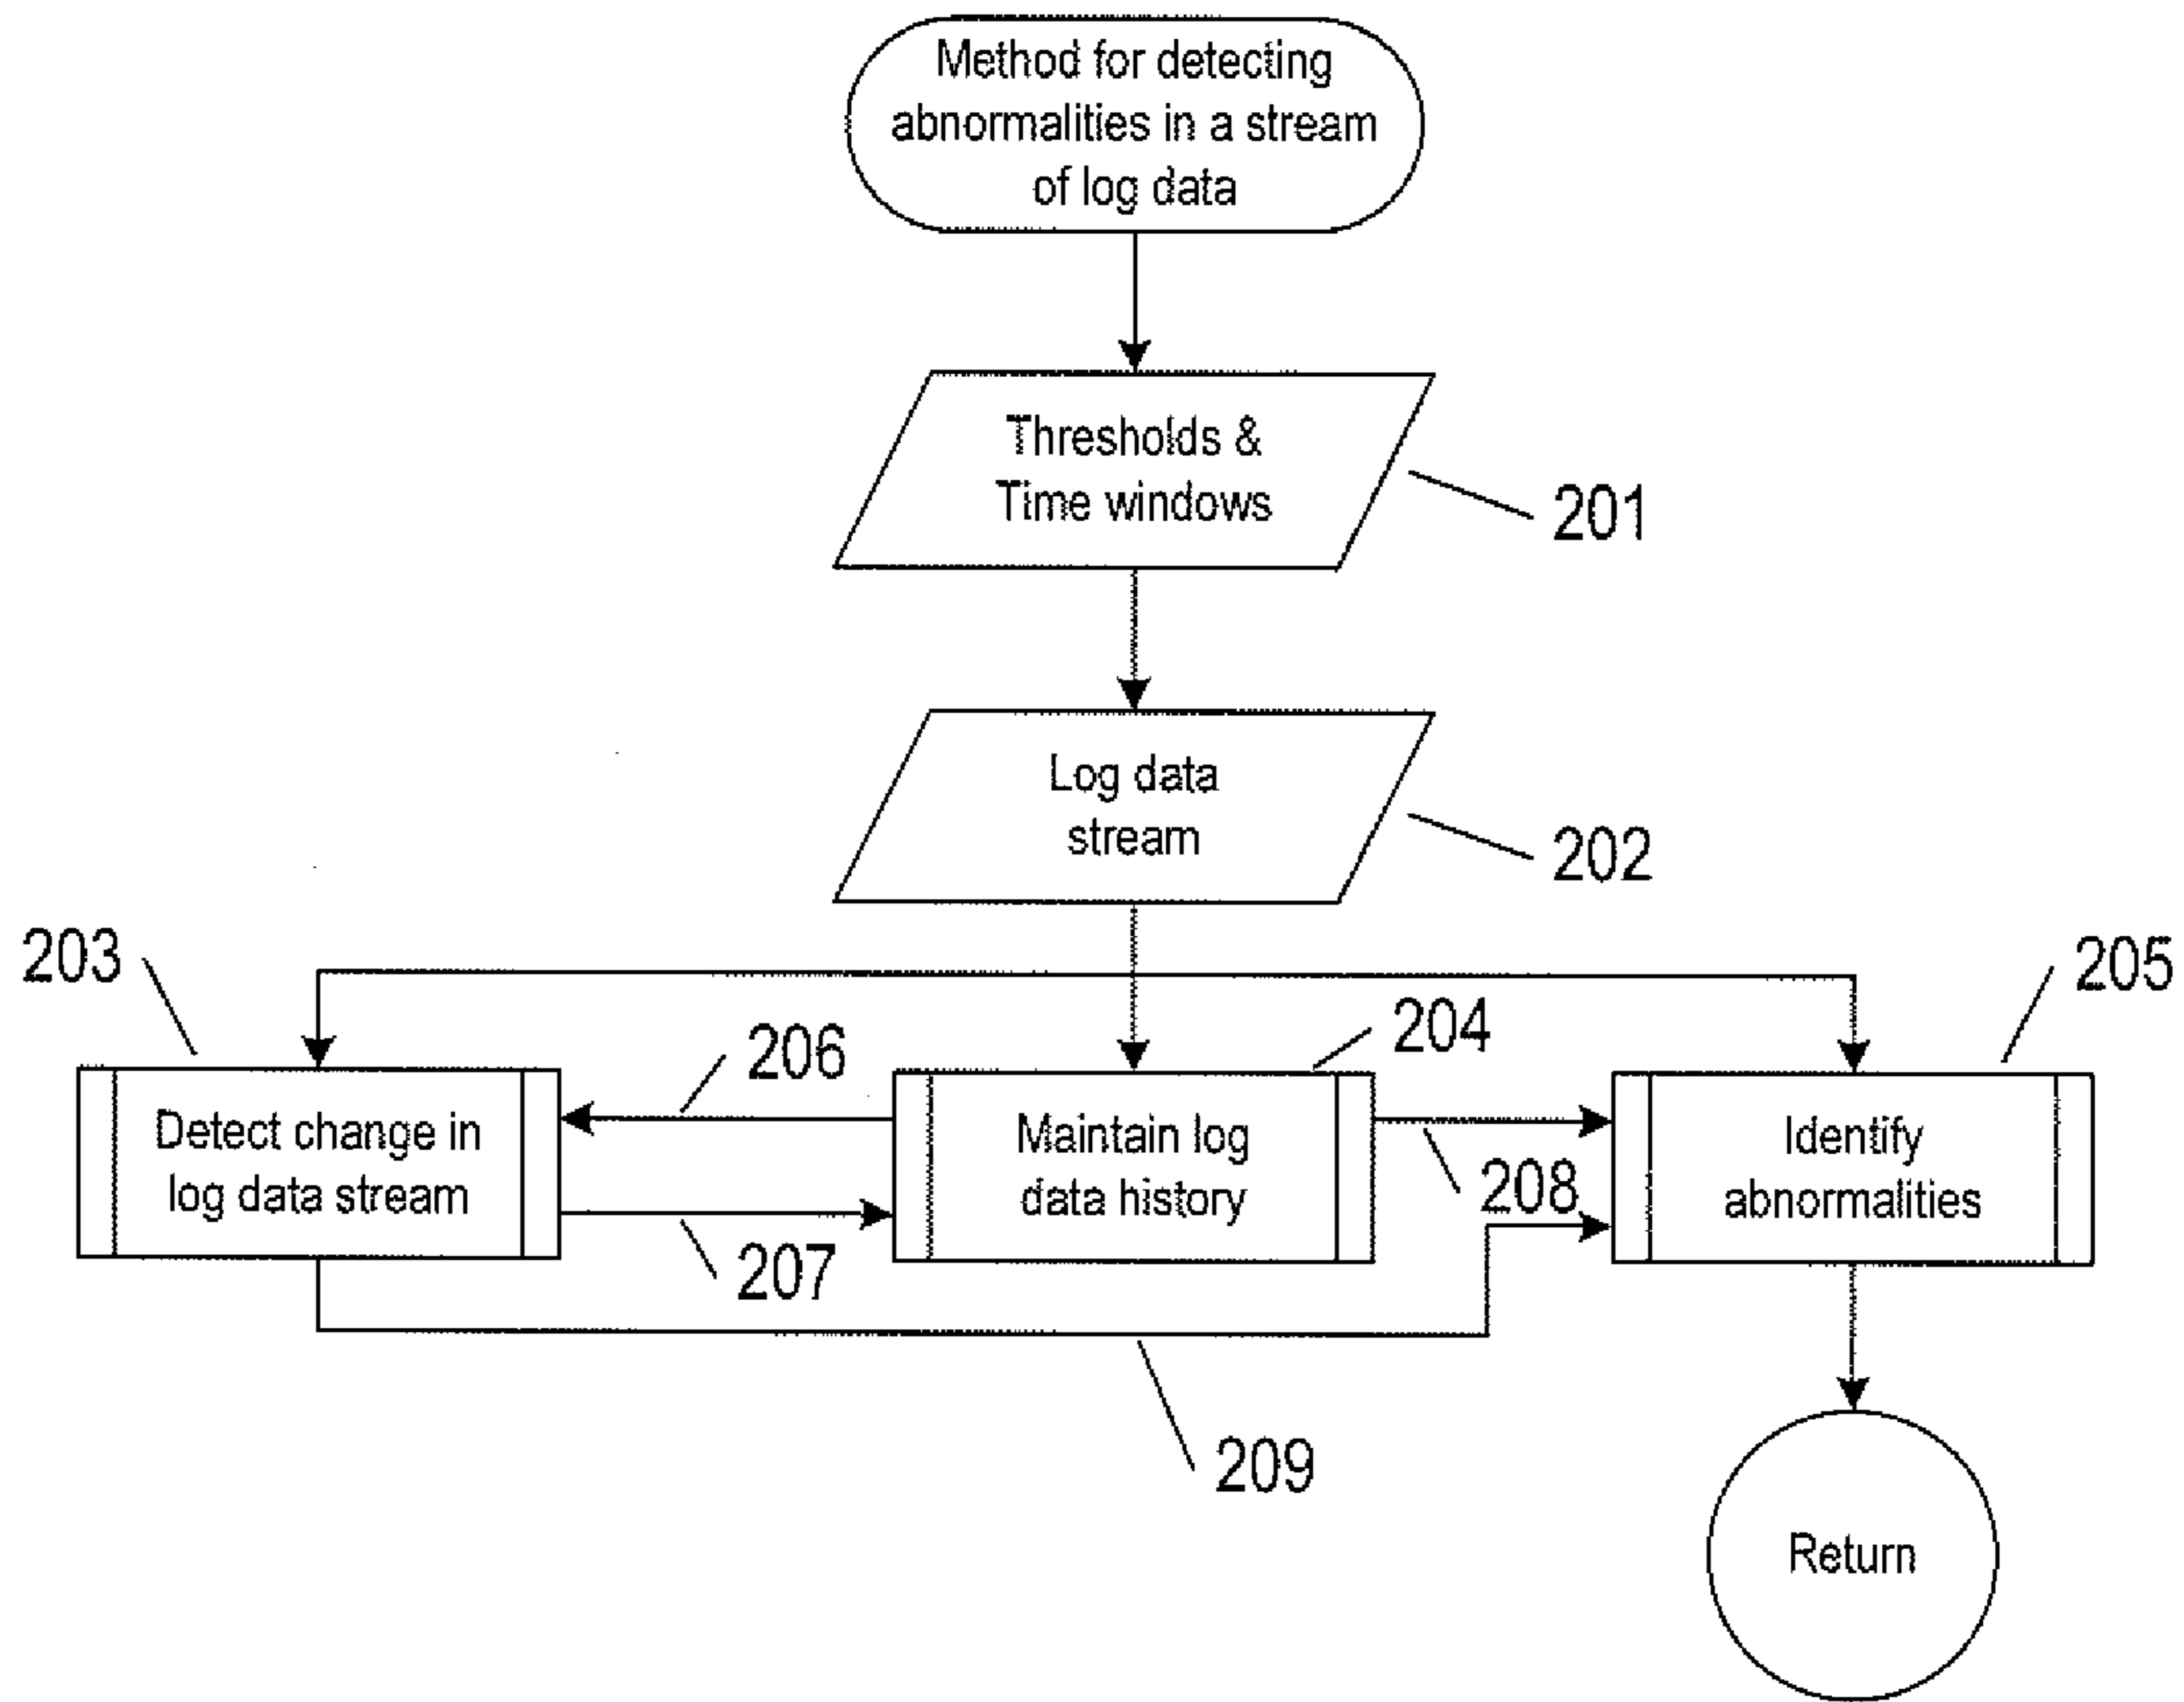 Method for detecting
abnormalities in a stream
of log data
Thresholds &
Time windows
201
Log data
stream
202
203
205
204
206
Detect change in
log data stream
Maintain log
data history
Identify
abnormalities
208
207
209
Return